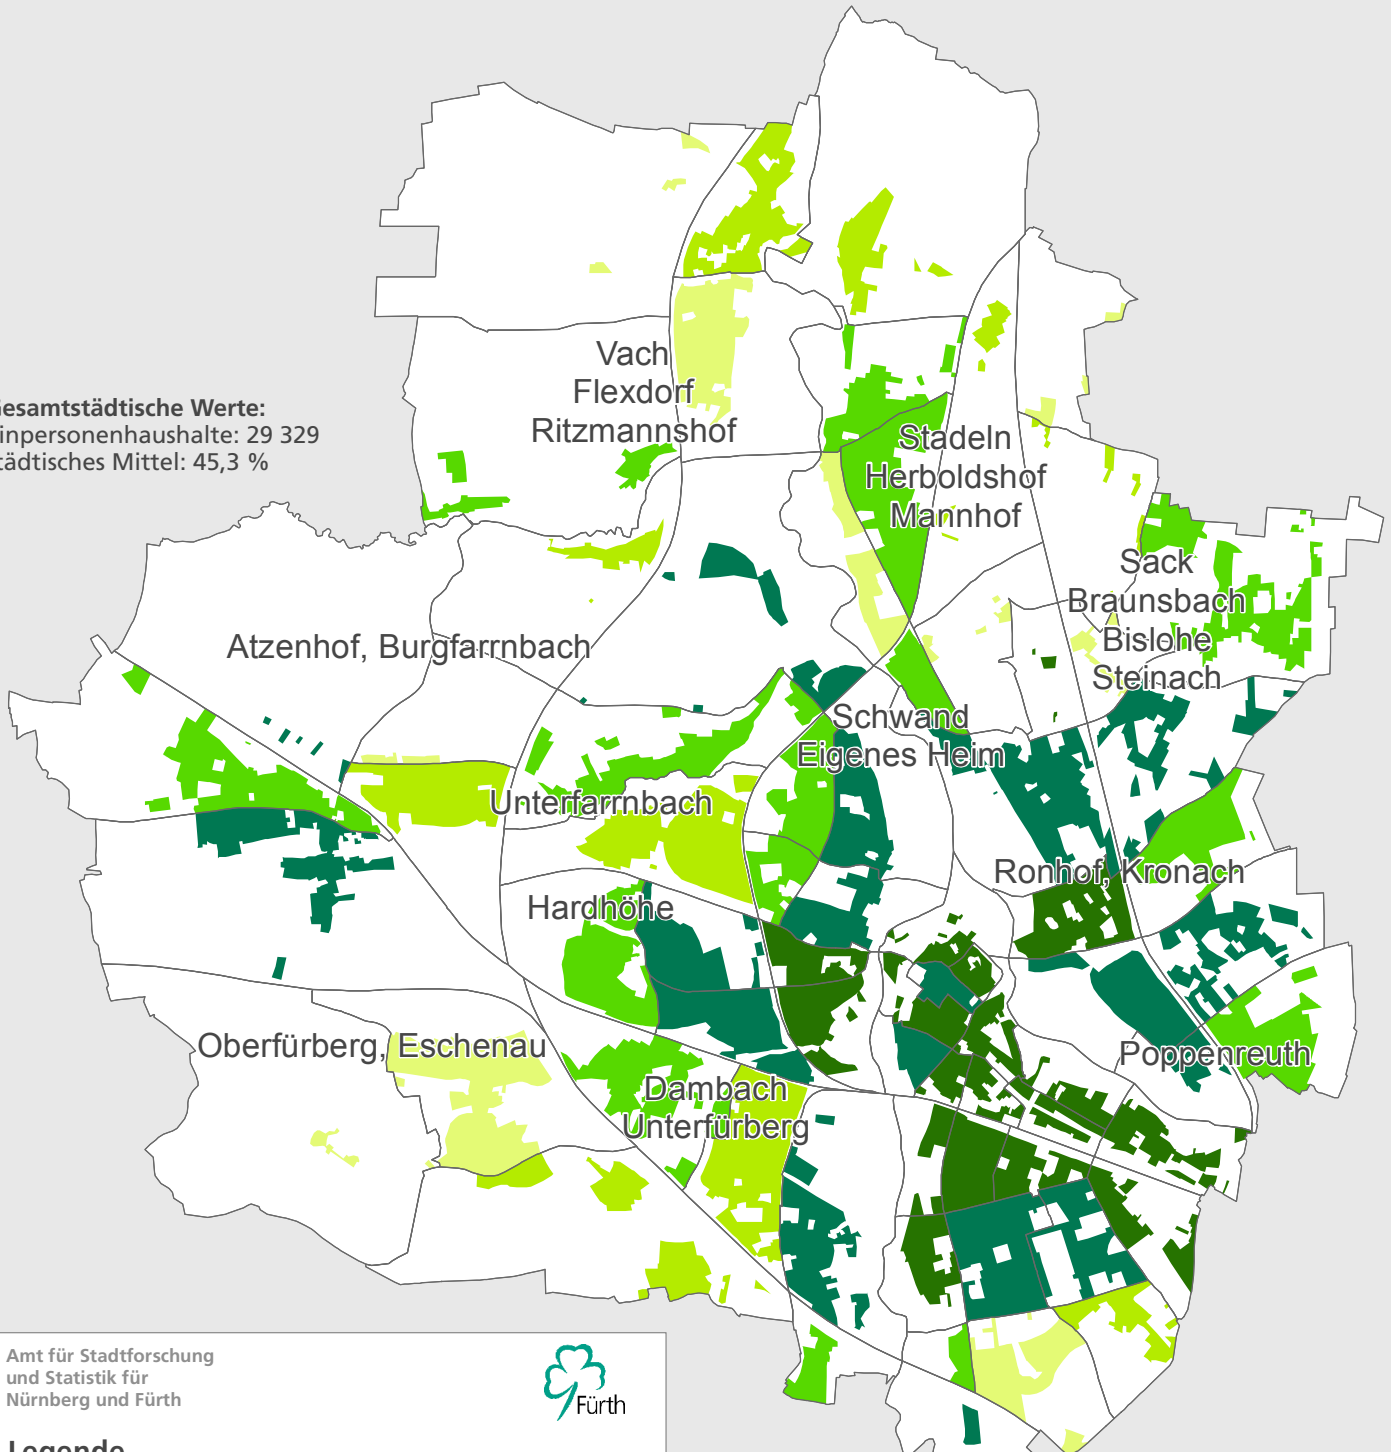 Vach
Flexdorf
Ritzmannshof
Gesamtstädtische Werte:
inpersonenhaushalte: 29 329
tädtisches Mittel: 45,3 %
Stadeln
Herboldshof
Mannhof
Sack
Braunsbach
Bislohe
Steinach
Atzenhof, Burgfarrnbach
Schwand
Eigenes Heim
Unterfarrnbach
Ronhof, Kronach
Hardhöhe
Oberfürberg, Eschenau
Poppenreuth
Dambach
Unterfürberg
Amt für Stadtforschung
und Statistik für
Nürnberg und Fürth
Fürth
Legende